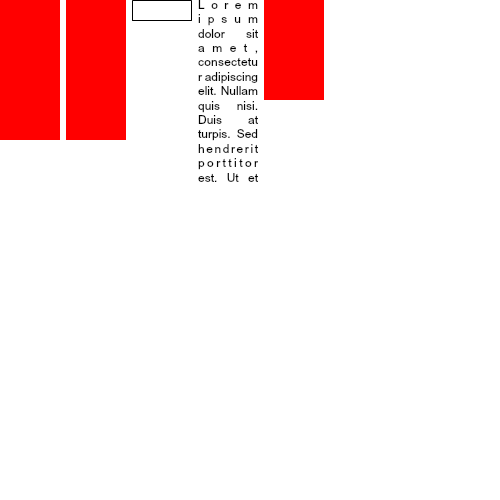 Lorem
ipsum
dolor sit
amet,
consectetu
r adipiscing
elit. Nullam
quis nisi.
Duis at
turpis. Sed
hendrerit
porttitor
est. Ut et